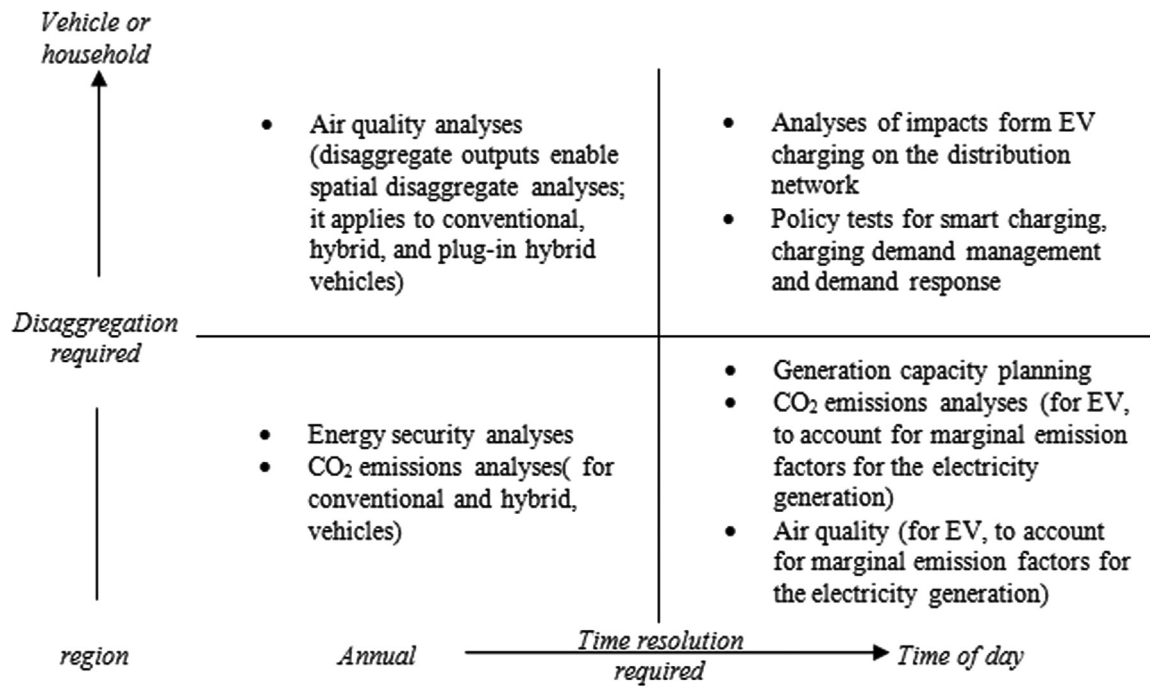 Vehicle or
household
• Air quality analyses
(disaggregate outputs enable
spatial disaggregate analyses;
it applies to conventional,
hybrid, and plug-in hybrid
vehicles)
• Analyses of impacts form EV
charging on the distribution
network
• Policy tests for smart charging,
charging demand management
and demand response
Disaggregation
required
• Energy security analyses
• CO₂ emissions analyses( for
conventional and hybrid,
vehicles)
• Generation capacity planning
• CO₂ emissions analyses (for EV,
to account for marginal emission
factors for the electricity
generation)
• Air quality (for EV, to account
for marginal emission factors for
the electricity generation)
region
Annual
Time resolution
required
Time of day